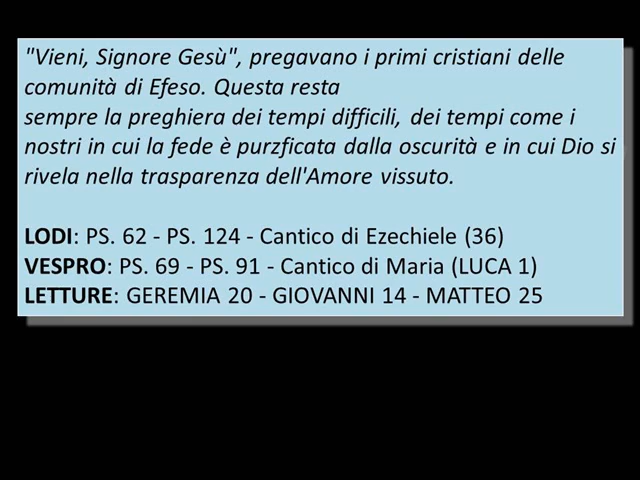 "Vieni, Signore Gesù", pregavano i primi cristiani delle
comunità di Efeso. Questa resta
sempre la preghiera dei tempi difficili, dei tempi come i
nostri in cui la fede è purzficata dalla oscurità e in cui Dio si
rivela nella trasparenza dell'Amore vissuto.
LODI: PS. 62 - PS. 124 - Cantico di Ezechiele (36)
VESPRO: PS. 69 - PS. 91 - Cantico di Maria (LUCA 1)
LETTURE: GEREMIA 20 - GIOVANNI 14 - MATTEO 25